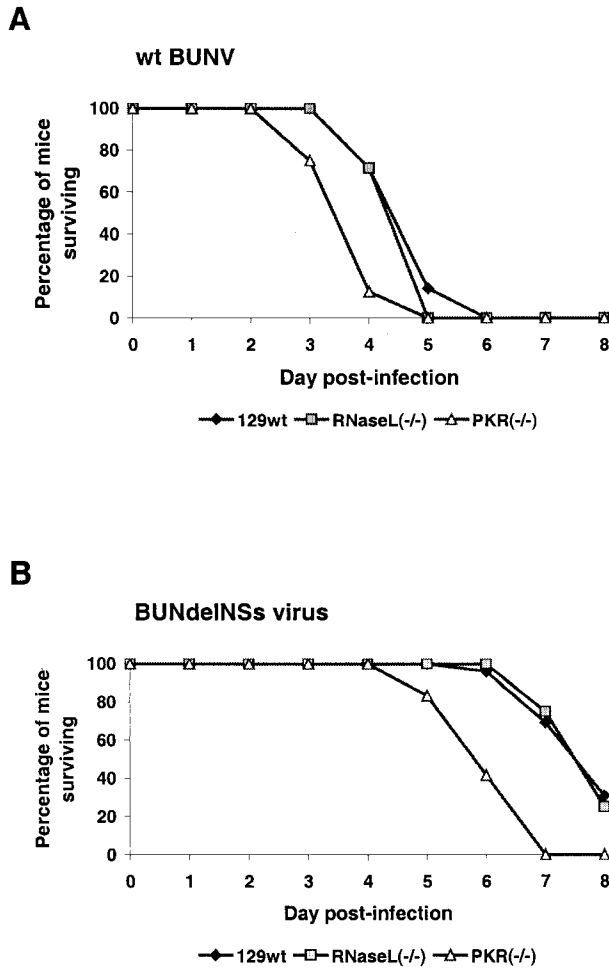 A
wt BUNV
Percentage of mice
surviving
100
80
60
40
20
0
0 1 2 3 4 5 6 7 8
Day post-infection
129wt RNaseL(-/-) PKR(-/-)
B
BUNdelNSs virus
Percentage of mice
surviving
100
80
60
40
20
0
0 1 2 3 4 5 6 7 8
Day post-infection
129wt RNaseL(-/-) PKR(-/-)